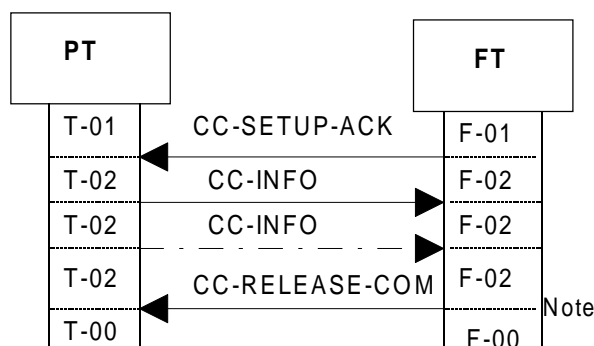 PT
FT
T-01 CC-SETUP-ACK F-01
T-02 CC-INFO F-02
T-02 CC-INFO F-02
T-02 CC-RELEASE-COM F-02
Note
T-00 F-00